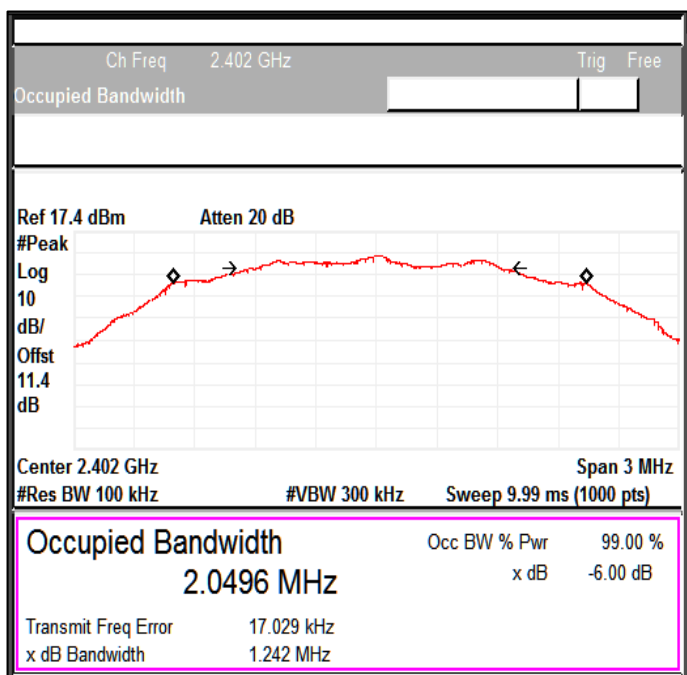 Ch Freq 2.402 GHz Trig Free
Occupied Bandwidth
Ref 17.4 dBm Atten 20 dB
#Peak
Log
10
dB/
Offst
11.4
dB
Center 2.402 GHz Span 3 MHz
#Res BW 100 kHz #VBW 300 kHz Sweep 9.99 ms (1000 pts)
Occupied Bandwidth Occ BW % Pwr 99.00 %
2.0496 MHz x dB -6.00 dB
Transmit Freq Error 17.029 kHz
x dB Bandwidth 1.242 MHz